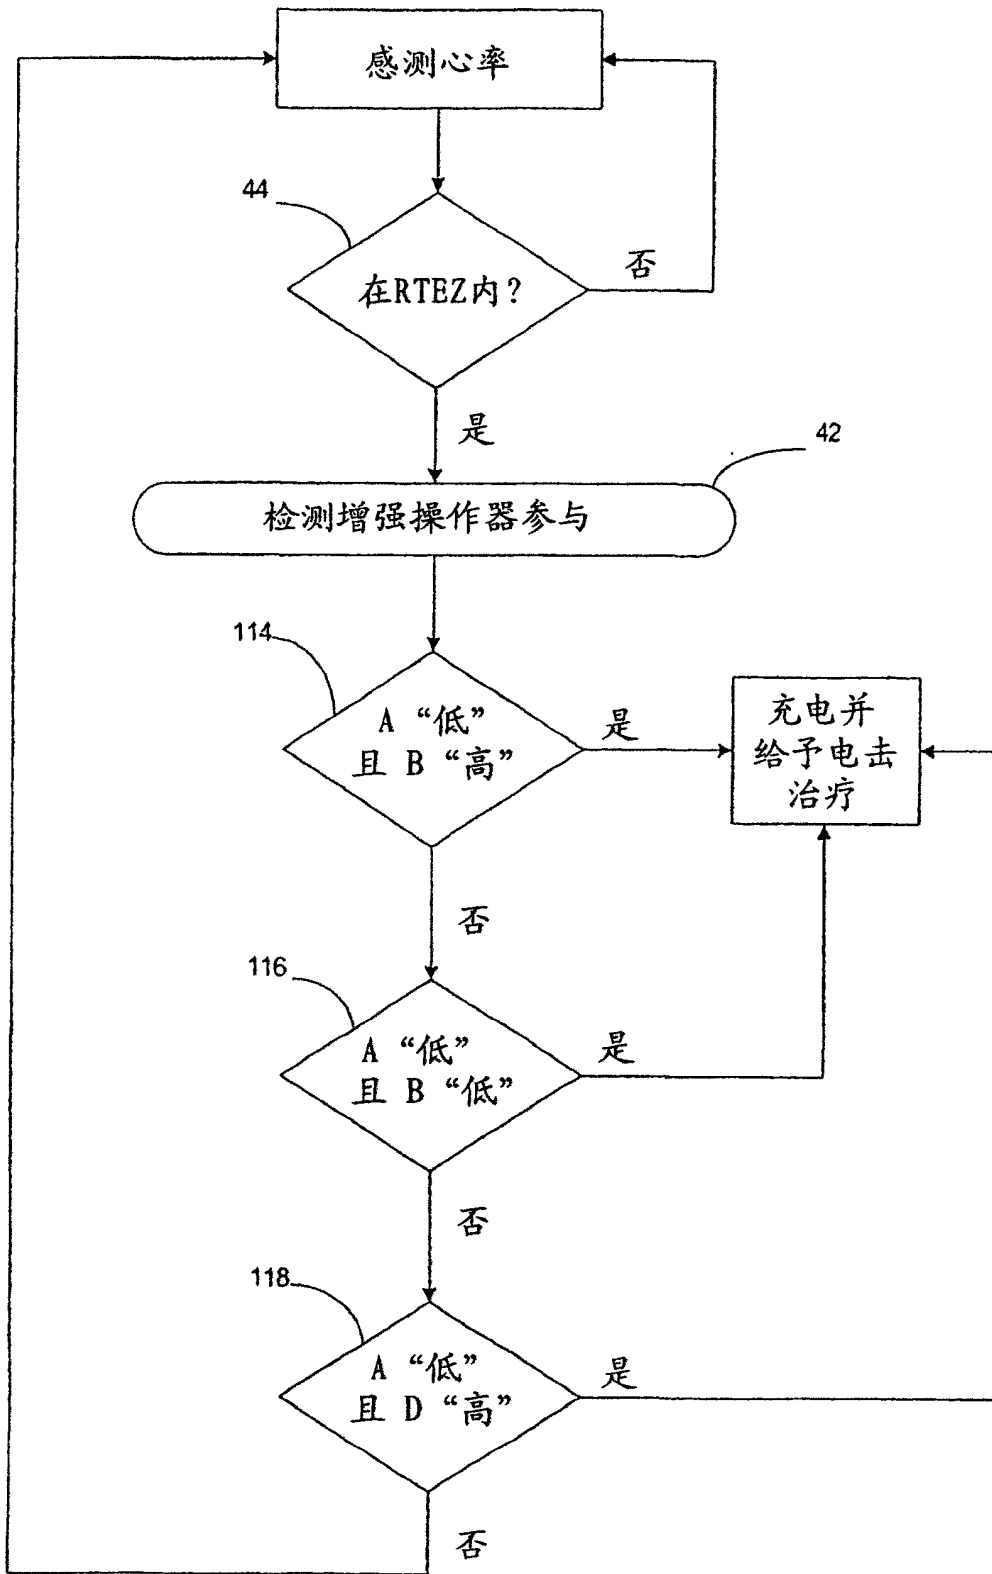 感测心率
44
在RTEZ内?
否
是
42
检测增强操作器参与
114
A “低”
且 B “高”
是
充电并
给予电击
治疗
否
116
A “低”
且 B “低”
是
否
118
A “低”
且 D “高”
是
否